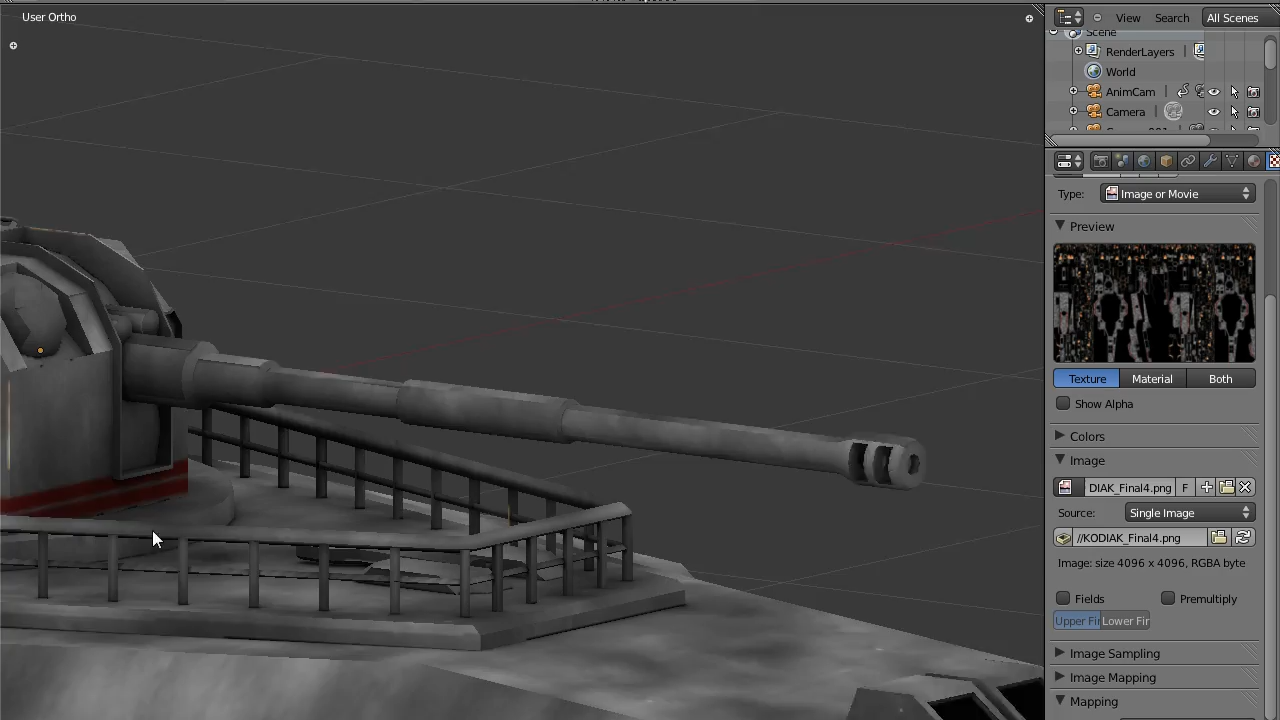 User Ortho
View Search All Scenes
Scene
RenderLayers
World
AnimCam
Camera
Type: Image or Movie
Preview
Texture Material Both
Show Alpha
Colors
Image
DIAK_Final4.png F
Source: Single Image
//KODIAK_Final4.png
Image: size 4096 x 4096, RGBA byte
Fields Premultiply
Upper Fir Lower Fir
Image Sampling
Image Mapping
Mapping